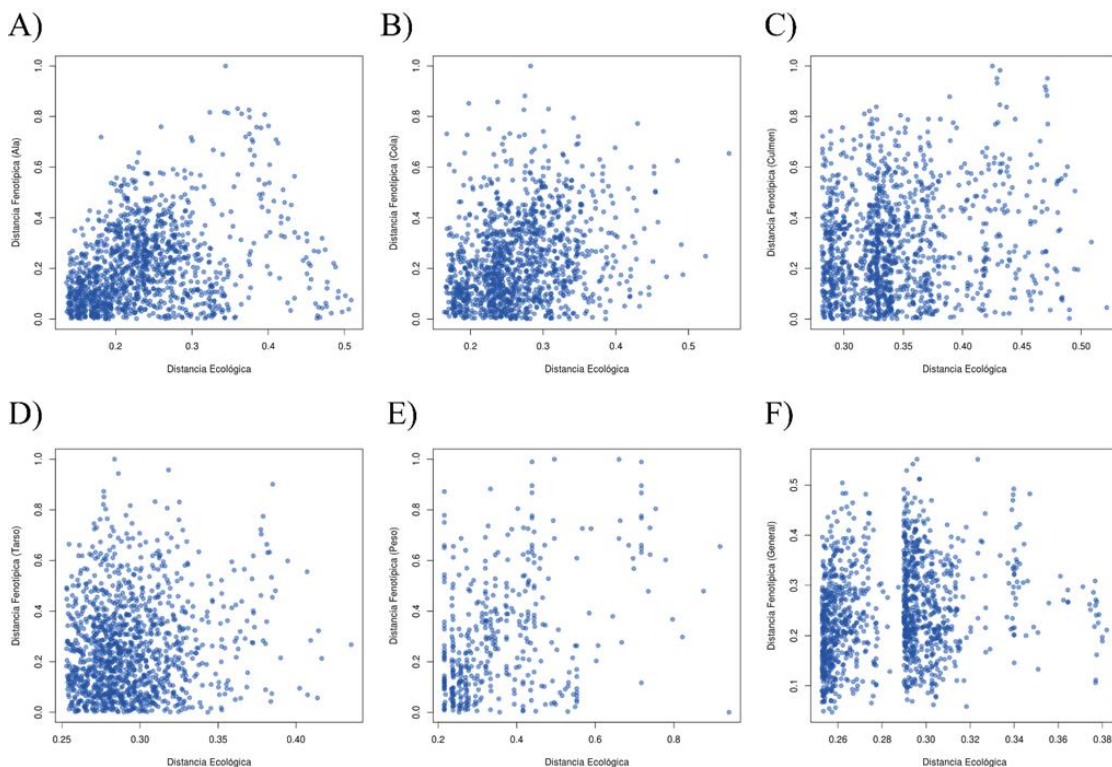 A)
B)
C)
Distancia Fenotípica (Ala)
0.0 0.2 0.4 0.6 0.8 1.0
0.2 0.3 0.4 0.5
Distancia Ecológica
Distancia Fenotípica (Cola)
0.0 0.2 0.4 0.6 0.8 1.0
0.2 0.3 0.4 0.5
Distancia Ecológica
Distancia Fenotípica (Culmen)
0.0 0.2 0.4 0.6 0.8 1.0
0.30 0.35 0.40 0.45 0.50
Distancia Ecológica
D)
E)
F)
Distancia Fenotípica (Tarso)
0.0 0.2 0.4 0.6 0.8 1.0
0.25 0.30 0.35 0.40
Distancia Ecológica
Distancia Fenotípica (Peso)
0.0 0.2 0.4 0.6 0.8 1.0
0.2 0.4 0.6 0.8
Distancia Ecológica
Distancia Fenotípica (General)
0.1 0.2 0.3 0.4 0.5
0.26 0.28 0.30 0.32 0.34 0.36 0.38
Distancia Ecológica